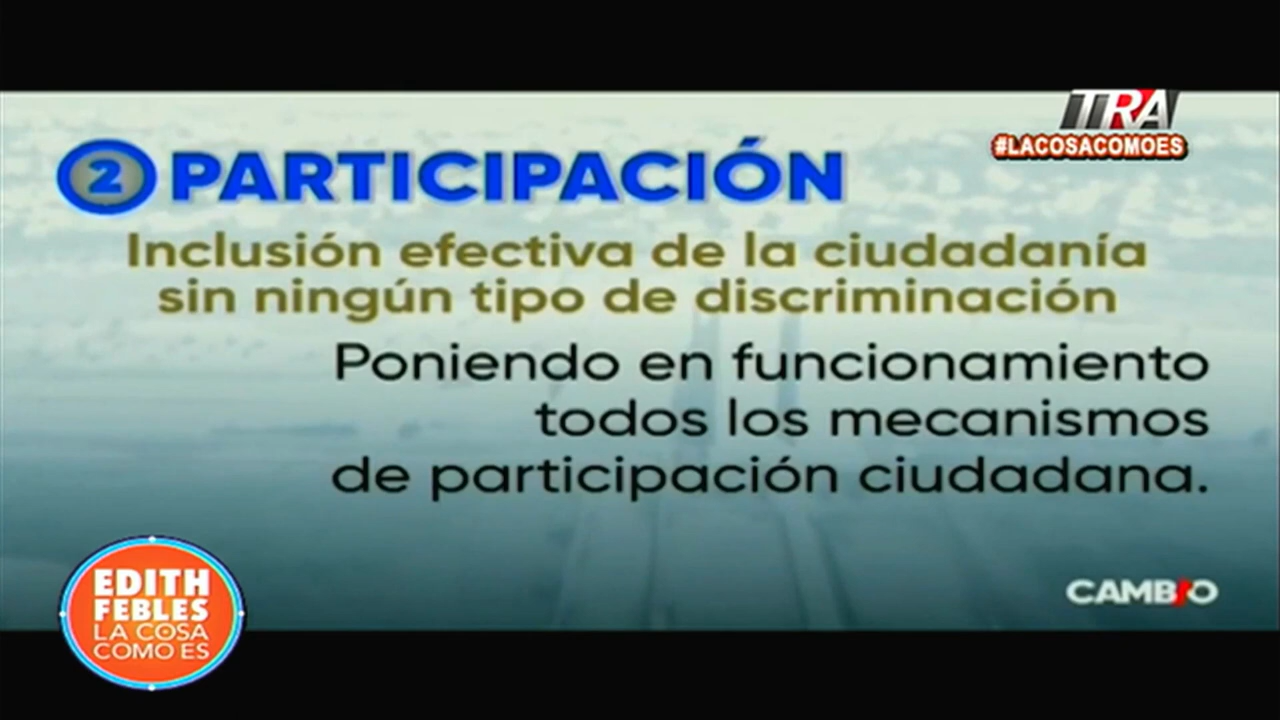 TRA
#LACOSACOMOES
2 PARTICIPACIÓN
Inclusión efectiva de la ciudadanía
sin ningún tipo de discriminación
Poniendo en funcionamiento
todos los mecanismos
de participación ciudadana.
EDITH
FEBLES
LA COSA
COMO ES
CAMBIO